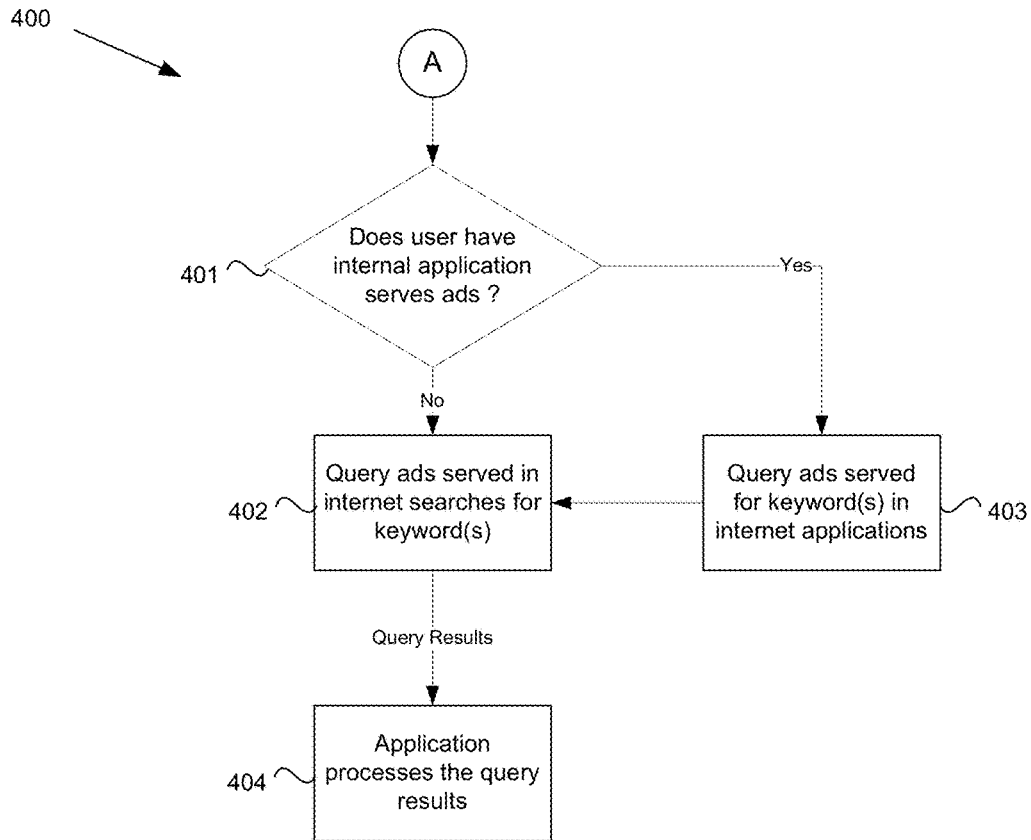 400
A
Does user have
internal application
serves ads ?
401
Yes
No
Query ads served in
internet searches for
keyword(s)
402
Query ads served
for keyword(s) in
internet applications
403
Query Results
Application
processes the query
results
404